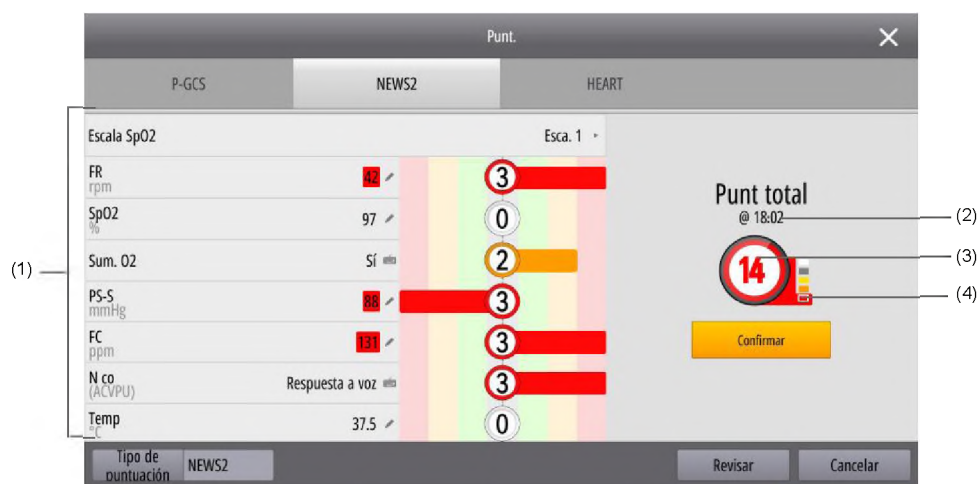 Punt.
P-GCS NEWS2 HEART
Escala SpO2 Esca. 1
FR 42 3
rpm
SpO2 97 0
%
Sum. O2 Sí 2
PS-S 88 3
mmHg
FC 131 3
ppm
N co Respuesta a voz 3
(ACVPU)
Temp 37.5 0
°C
Punt total
@ 18:02
14
Confirmar
(1)
(2)
(3)
(4)
Tipo de
puntuación NEWS2 Revisar Cancelar